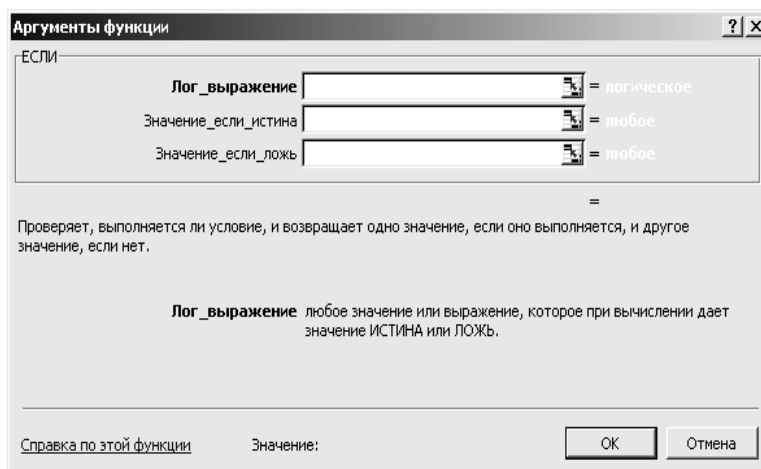 Аргументы функции
ЕСЛИ
Лог_выражение = логическое
Значение_если_истина = любое
Значение_если_ложь = любое
=
Проверяет, выполняется ли условие, и возвращает одно значение, если оно выполняется, и другое
значение, если нет.
Лог_выражение любое значение или выражение, которое при вычислении дает
значение ИСТИНА или ЛОЖЬ.
Справка по этой функции Значение: OK Отмена